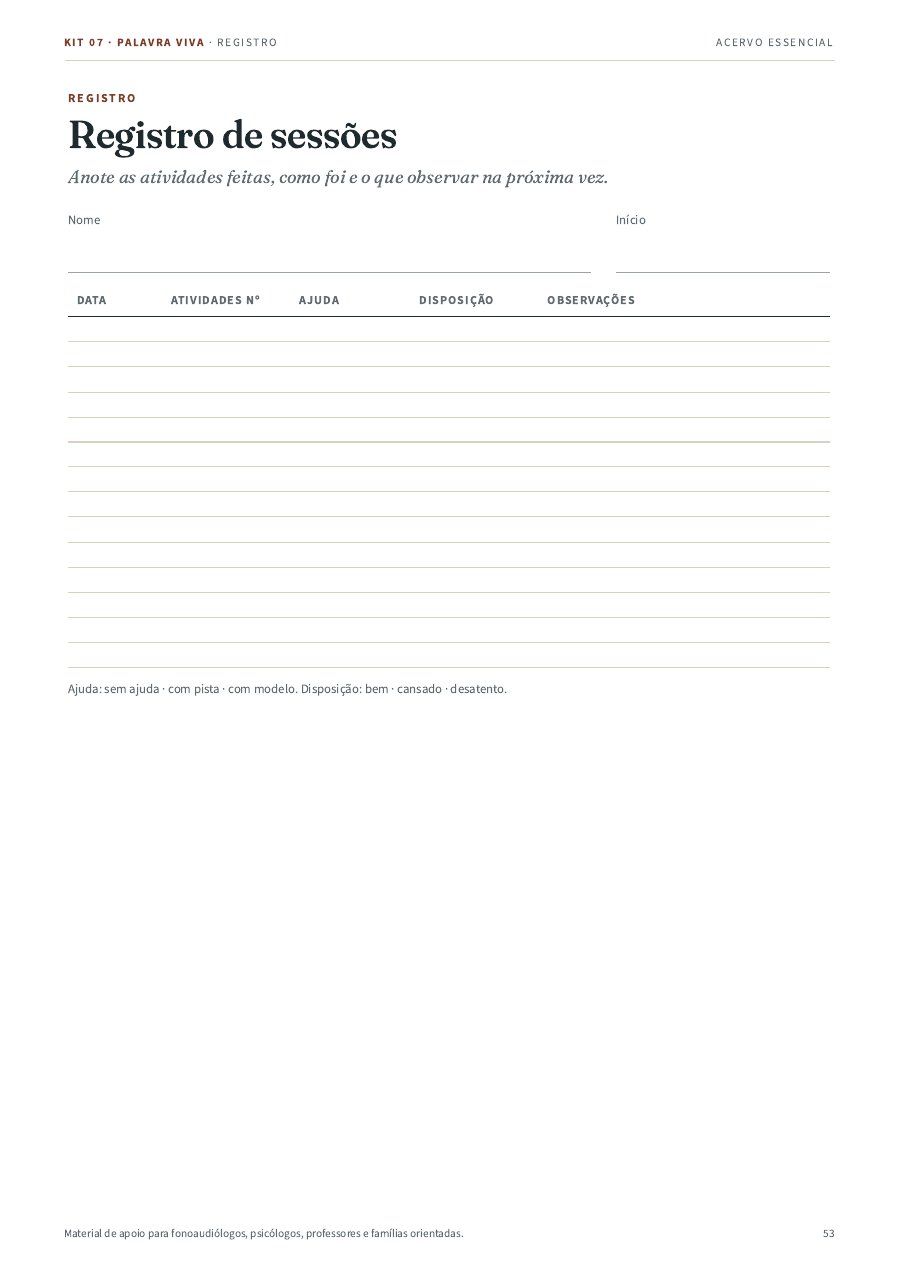 KIT 07 · PALAVRA VIVA · REGISTRO
ACERVO ESSENCIAL
REGISTRO
Registro de sessões
Anote as atividades feitas, como foi e o que observar na próxima vez.
Nome
Início
DATA ATIVIDADES Nº AJUDA DISPOSIÇÃO OBSERVAÇÕES
Ajuda: sem ajuda · com pista · com modelo. Disposição: bem · cansado · desatento.
Material de apoio para fonoaudiólogos, psicólogos, professores e famílias orientadas.
53